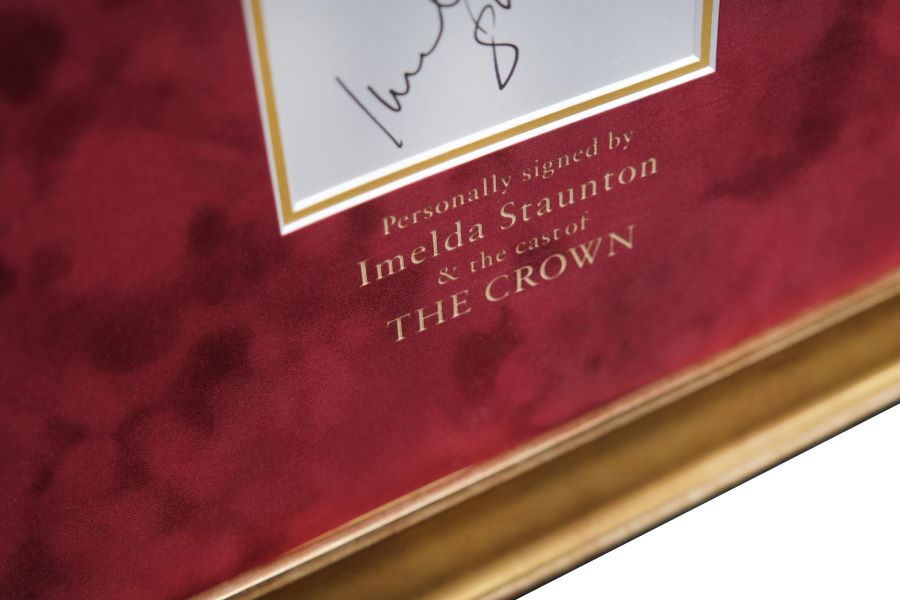 Personally signed by
Imelda Staunton
& the cast of
THE CROWN